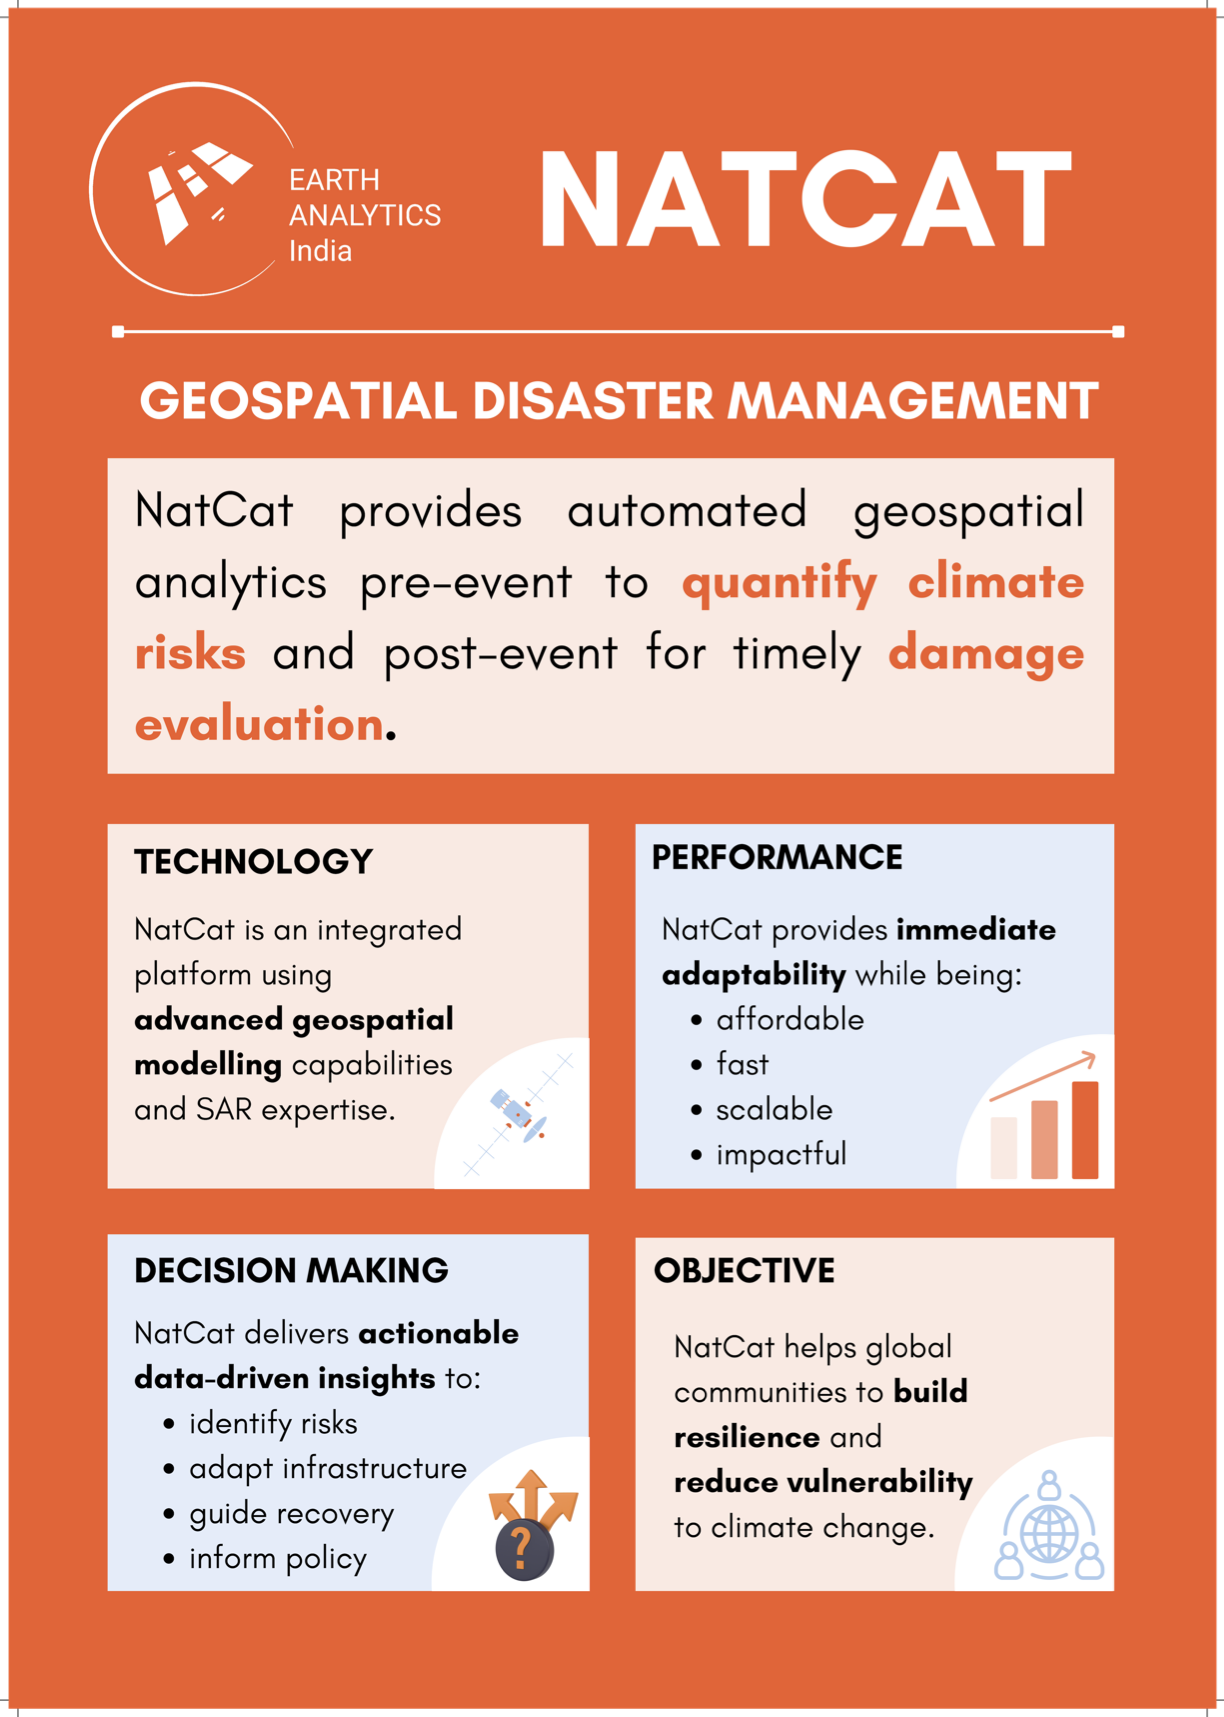 EARTH
ANALYTICS
India
NATCAT
GEOSPATIAL DISASTER MANAGEMENT
NatCat provides automated geospatial
analytics pre-event to quantify climate
risks and post-event for timely damage
evaluation.
TECHNOLOGY
NatCat is an integrated
platform using
advanced geospatial
modelling capabilities
and SAR expertise.
PERFORMANCE
NatCat provides immediate
adaptability while being:
• affordable
• fast
• scalable
• impactful
DECISION MAKING
NatCat delivers actionable
data-driven insights to:
• identify risks
• adapt infrastructure
• guide recovery
• inform policy
?
OBJECTIVE
NatCat helps global
communities to build
resilience and
reduce vulnerability
to climate change.